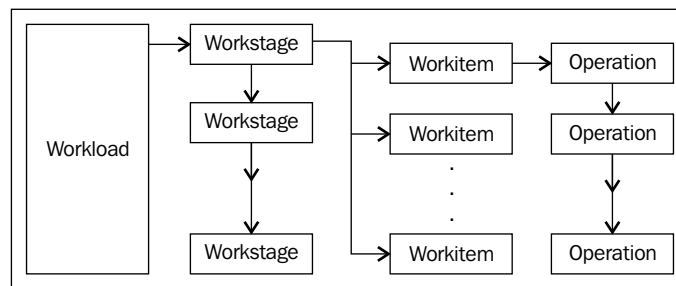 Workload
Workstage
Workstage
Workstage
Workitem
Workitem
.
.
.
Workitem
Operation
Operation
Operation